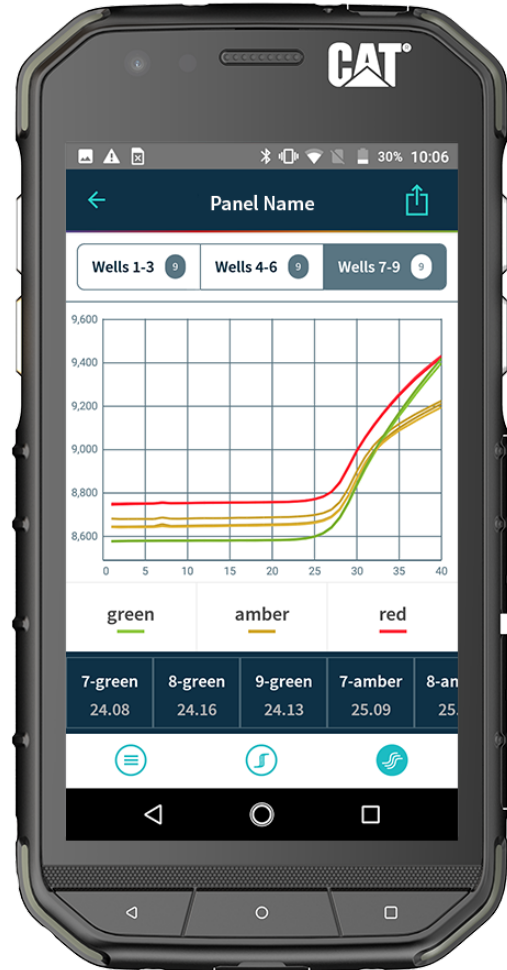 CAT®
30% 10:06
Panel Name
Wells 1-3 9 Wells 4-6 9 Wells 7-9 9
9,600
9,400
9,200
9,000
8,800
8,600
0 5 10 15 20 25 30 35 40
green amber red
7-green 8-green 9-green 7-amber 8-am
24.08 24.16 24.13 25.09 25.